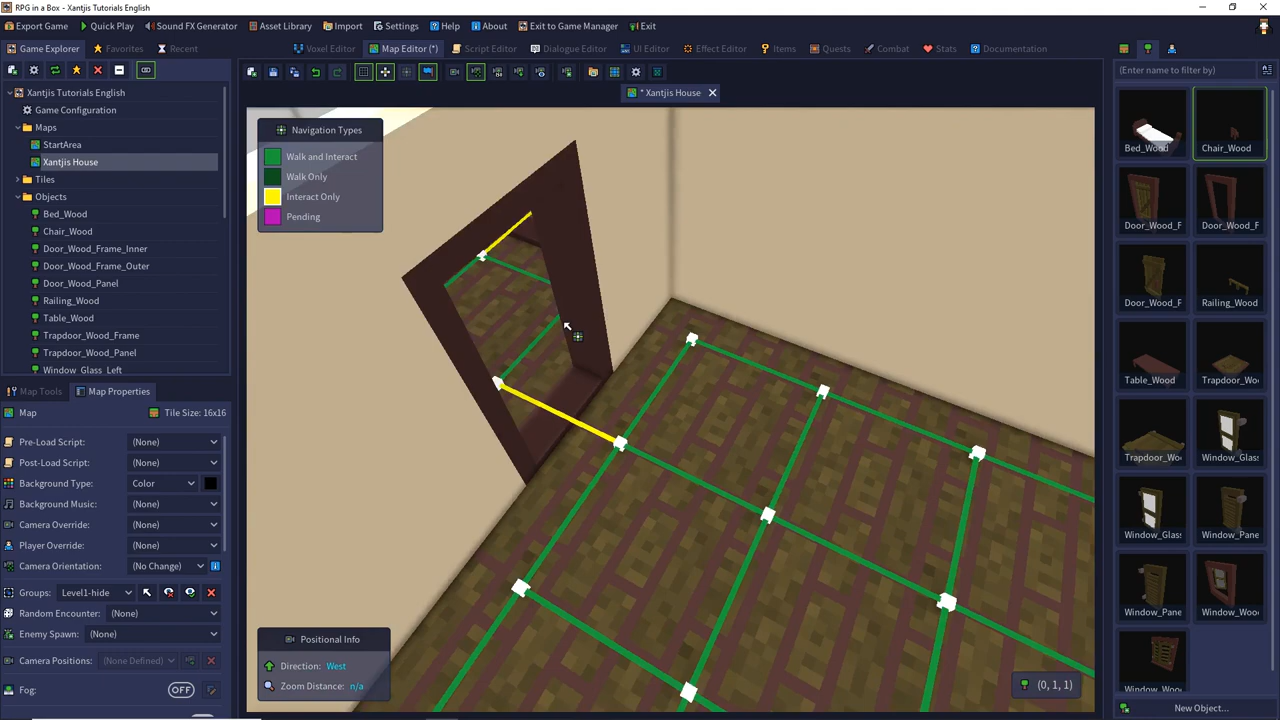 RPG in a Box - Xantjis Tutorials English
Export Game
Quick Play
Sound FX Generator
Asset Library
Import
Settings
Help
About
Exit to Game Manager
Exit
Game Explorer
Favorites
Recent
Voxel Editor
Map Editor (*)
Script Editor
Dialogue Editor
UI Editor
Effect Editor
Items
Quests
Combat
Stats
Documentation
* Xantjis House
Xantjis Tutorials English
Game Configuration
Maps
StartArea
Xantjis House
Tiles
Objects
Bed_Wood
Chair_Wood
Door_Wood_Frame_Inner
Door_Wood_Frame_Outer
Door_Wood_Panel
Railing_Wood
Table_Wood
Trapdoor_Wood_Frame
Trapdoor_Wood_Panel
Window_Glass_Left
Map Tools
Map Properties
Map
Tile Size: 16x16
Pre-Load Script: (None)
Post-Load Script: (None)
Background Type: Color
Background Music: (None)
Camera Override: (None)
Player Override: (None)
Camera Orientation: (No Change)
Groups: Level1-hide
Random Encounter: (None)
Enemy Spawn: (None)
Camera Positions: (None Defined)
Fog: OFF
Navigation Types
Walk and Interact
Walk Only
Interact Only
Pending
Positional Info
Direction: West
Zoom Distance: n/a
(0, 1, 1)
(Enter name to filter by)
Bed_Wood
Chair_Wood
Door_Wood_F
Door_Wood_F
Door_Wood_F
Railing_Wood
Table_Wood
Trapdoor_Wo
Trapdoor_Wo
Window_Glass
Window_Glass
Window_Pane
Window_Pane
Window_Woo
Window_Woo
New Object...